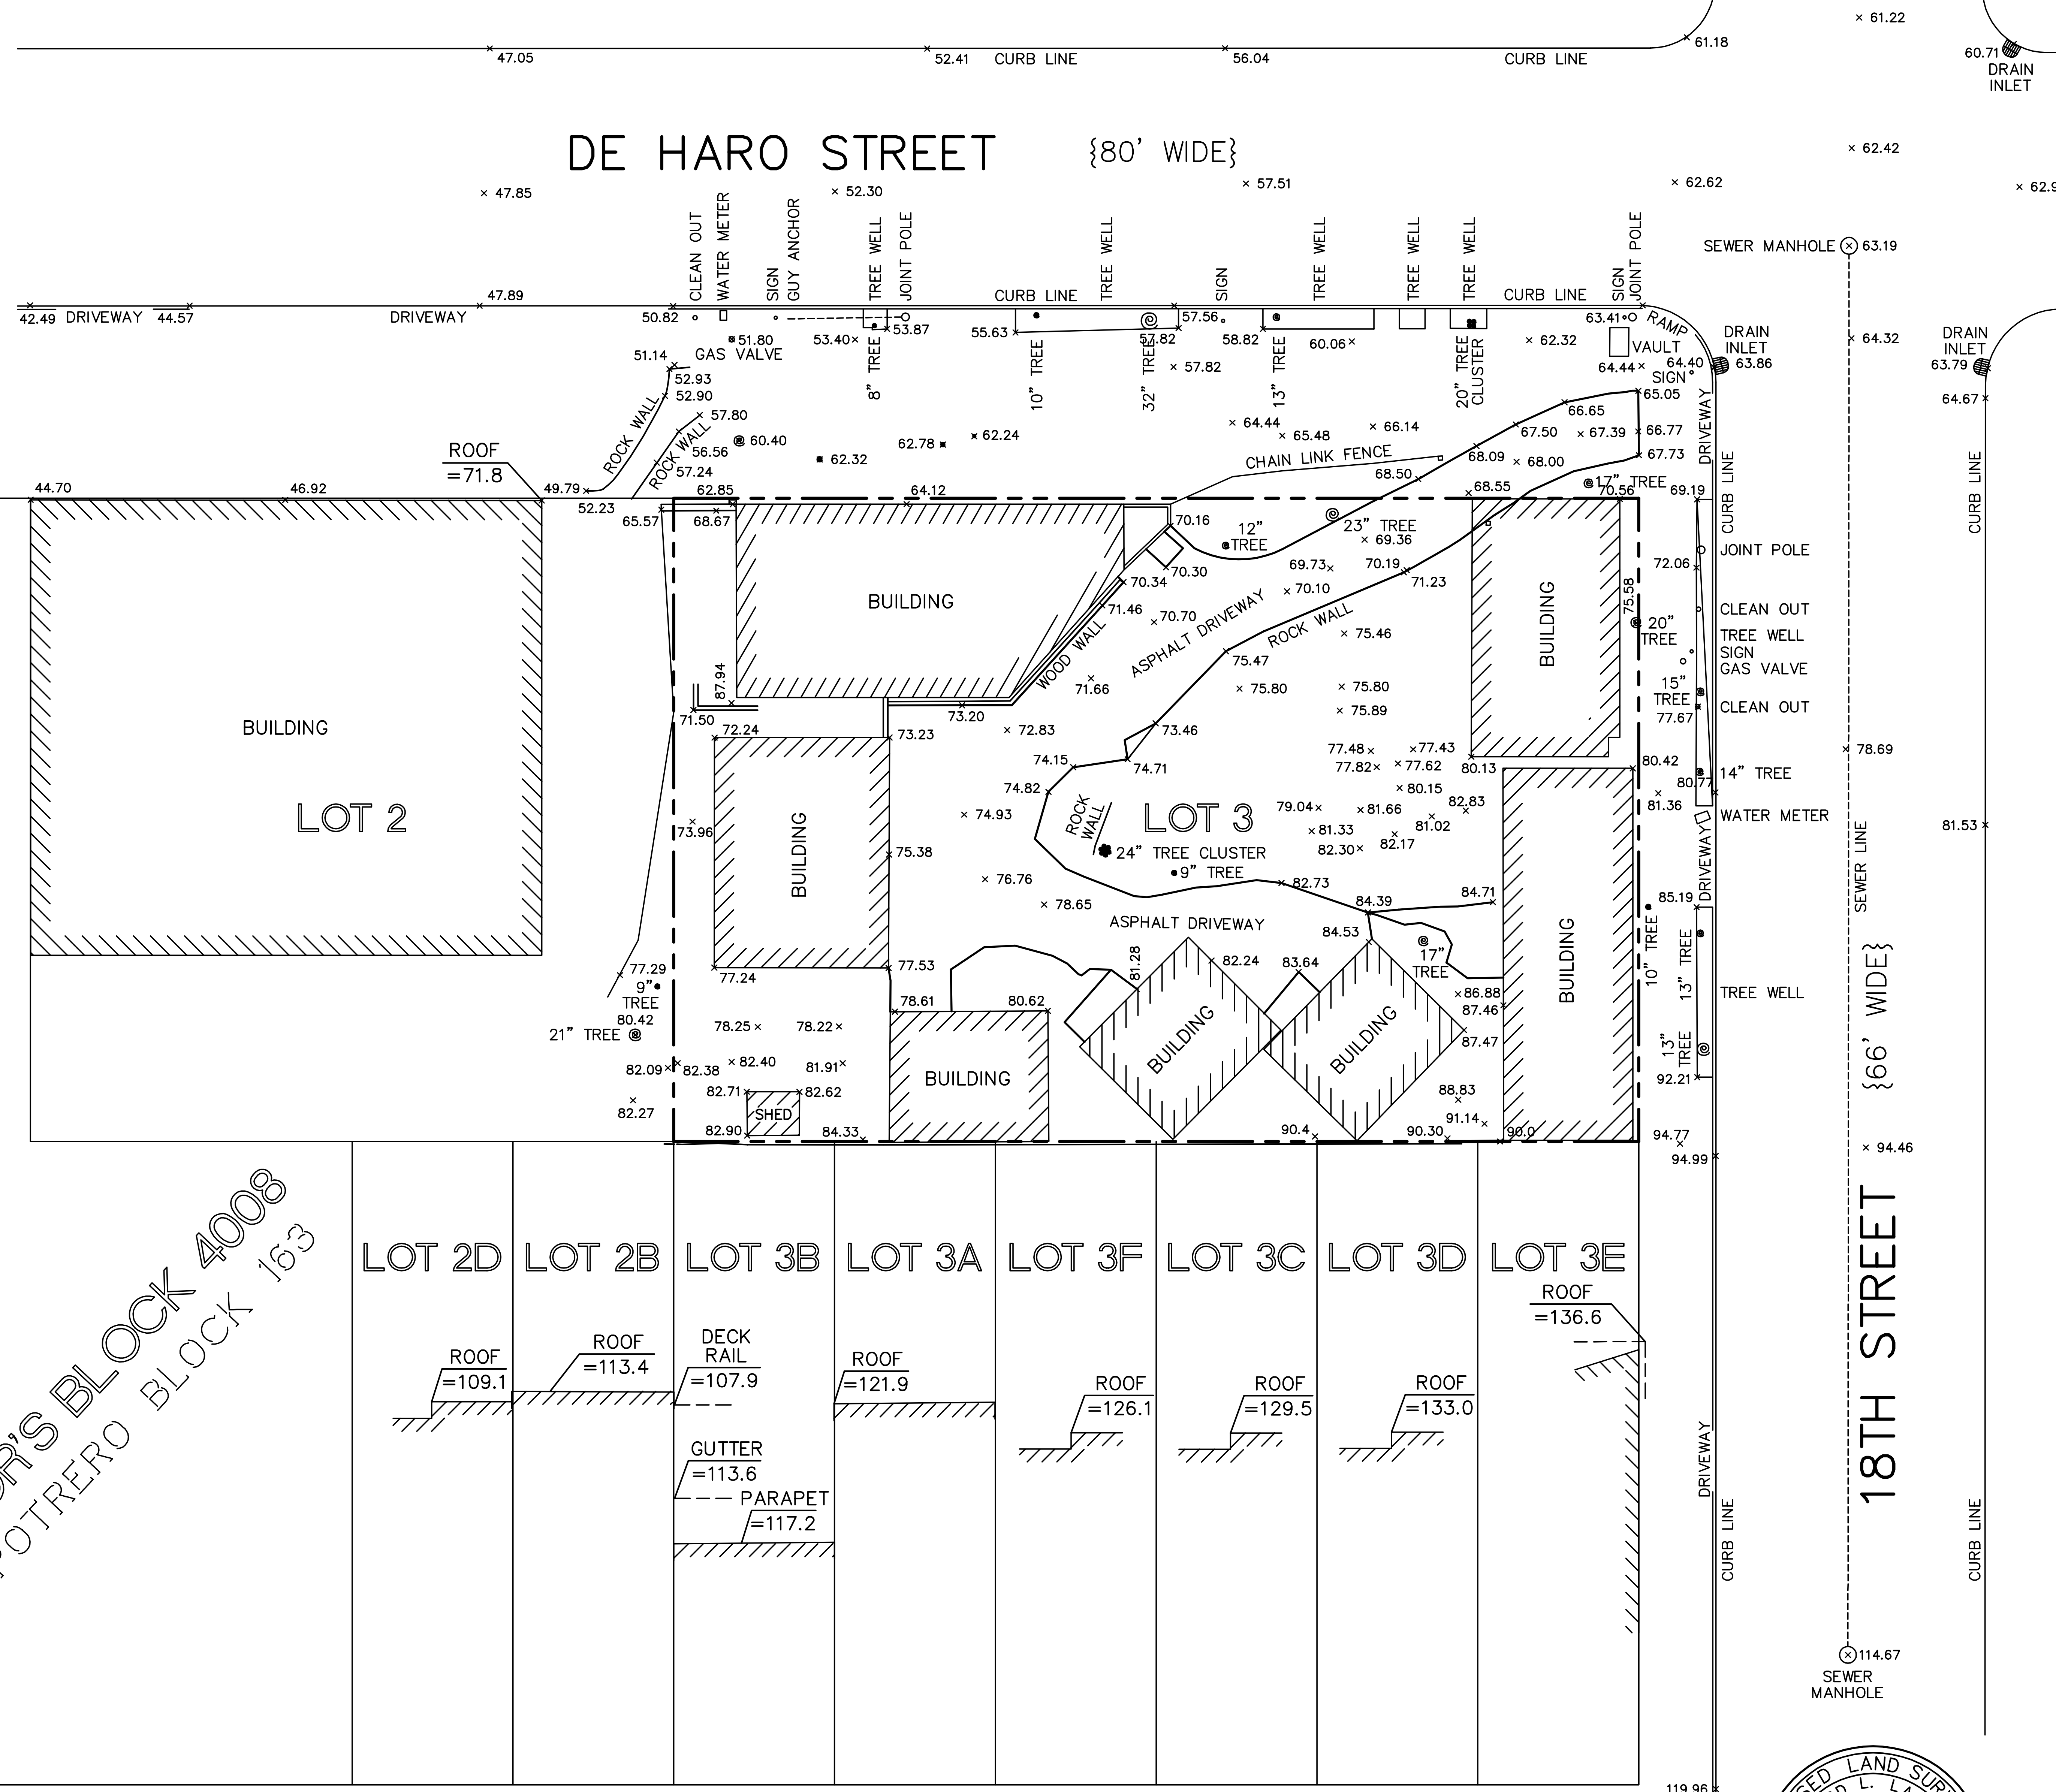 61.22
61.18
60.71
DRAIN
INLET
47.05
52.41
CURB LINE
56.04
CURB LINE
DE HARO STREET
{80' WIDE}
62.42
47.85
52.30
57.51
62.62
CLEAN OUT
WATER METER
SIGN
GUY ANCHOR
TREE WELL
JOINT POLE
TREE WELL
SIGN
TREE WELL
TREE WELL
TREE WELL
SIGN
JOINT POLE
SEWER MANHOLE
63.19
42.49
DRIVEWAY
44.57
47.89
DRIVEWAY
CURB LINE
CURB LINE
50.82
51.80
GAS VALVE
53.40
8" TREE
53.87
55.63
10" TREE
57.56
57.82
32" TREE
57.82
58.82
13" TREE
60.06
20" TREE
CLUSTER
62.32
63.41
RAMP
VAULT
64.44
64.40
SIGN
DRAIN
INLET
63.86
64.32
DRAIN
INLET
63.79
64.67
51.14
52.93
52.90
57.80
ROCK WALL
ROCK WALL
56.56
57.24
60.40
62.32
62.78
62.24
64.44
65.48
66.14
CHAIN LINK FENCE
68.50
68.09
67.50
66.65
67.39
68.00
65.05
66.77
67.73
DRIVEWAY
ROOF
=71.8
44.70
46.92
49.79
52.23
65.57
62.85
68.67
64.12
68.55
17" TREE
70.56
69.19
CURB LINE
CURB LINE
BUILDING
70.16
12"
TREE
23" TREE
69.36
70.30
70.34
71.46
WOOD WALL
70.70
71.66
69.73
70.10
70.19
71.23
ASPHALT DRIVEWAY
ROCK WALL
75.46
75.47
75.80
75.80
75.89
BUILDING
75.58
20"
TREE
JOINT POLE
72.06
CLEAN OUT
TREE WELL
SIGN
GAS VALVE
15"
TREE
77.67
CLEAN OUT
87.94
71.50
72.24
73.23
73.20
72.83
73.46
74.15
74.71
74.82
77.48
77.43
77.82
77.62
80.13
80.42
80.77
81.36
14" TREE
WATER METER
78.69
BUILDING
LOT 2
73.96
BUILDING
75.38
74.93
76.76
78.65
ROCK
WALL
LOT 3
24" TREE CLUSTER
9" TREE
79.04
80.15
81.66
82.83
81.33
81.02
82.30
82.17
82.73
84.39
84.71
84.53
ASPHALT DRIVEWAY
81.28
82.24
83.64
17"
TREE
86.88
87.46
87.47
BUILDING
DRIVEWAY
85.19
10" TREE
13" TREE
TREE WELL
13"
TREE
92.21
SEWER LINE
81.53
{66' WIDE}
77.29
9"
TREE
80.42
21" TREE
77.24
77.53
78.61
80.62
78.25
78.22
82.09
82.38
82.40
81.91
82.27
82.71
82.62
SHED
82.90
84.33
BUILDING
BUILDING
BUILDING
88.83
91.14
90.4
90.30
90.0
94.77
94.99
94.46
BLOCK 4008
POTRERO BLOCK 163
LOT 2D
LOT 2B
LOT 3B
LOT 3A
LOT 3F
LOT 3C
LOT 3D
LOT 3E
ROOF
=136.6
ROOF
=109.1
ROOF
=113.4
DECK
RAIL
=107.9
ROOF
=121.9
ROOF
=126.1
ROOF
=129.5
ROOF
=133.0
GUTTER
=113.6
PARAPET
=117.2
DRIVEWAY
CURB LINE
18TH STREET
CURB LINE
114.67
SEWER
MANHOLE
119.96
LAND